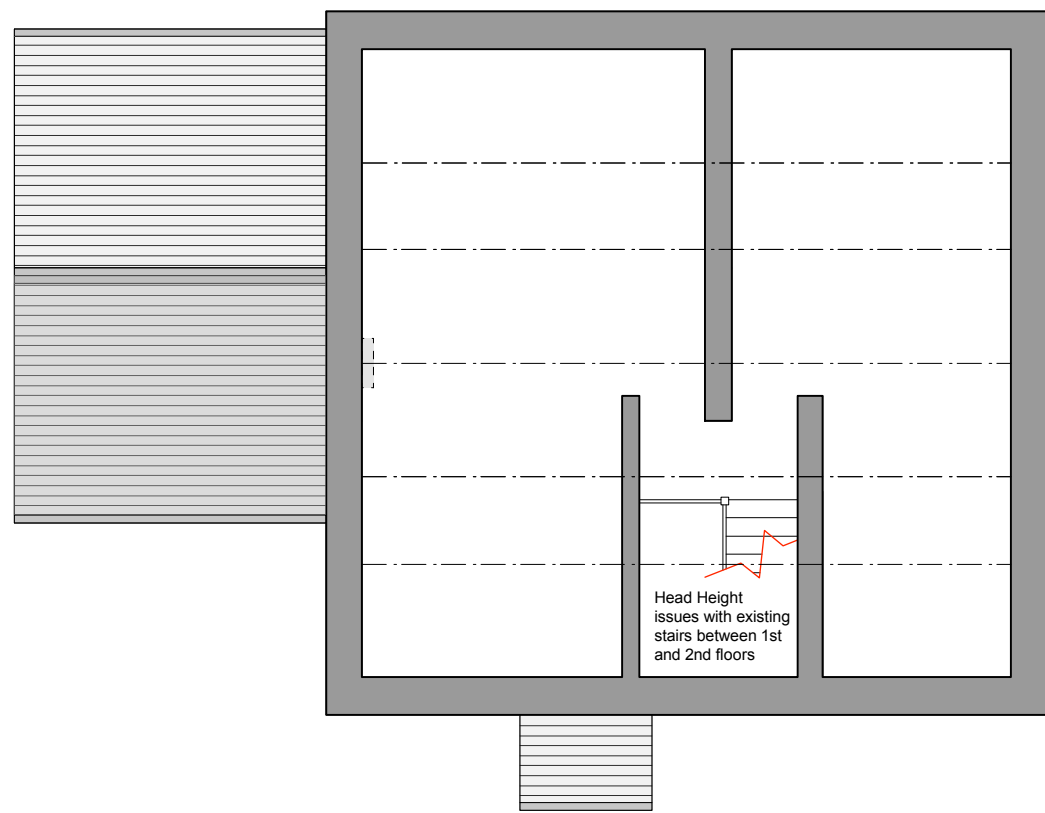 Head Height
issues with existing
stairs between 1st
and 2nd floors